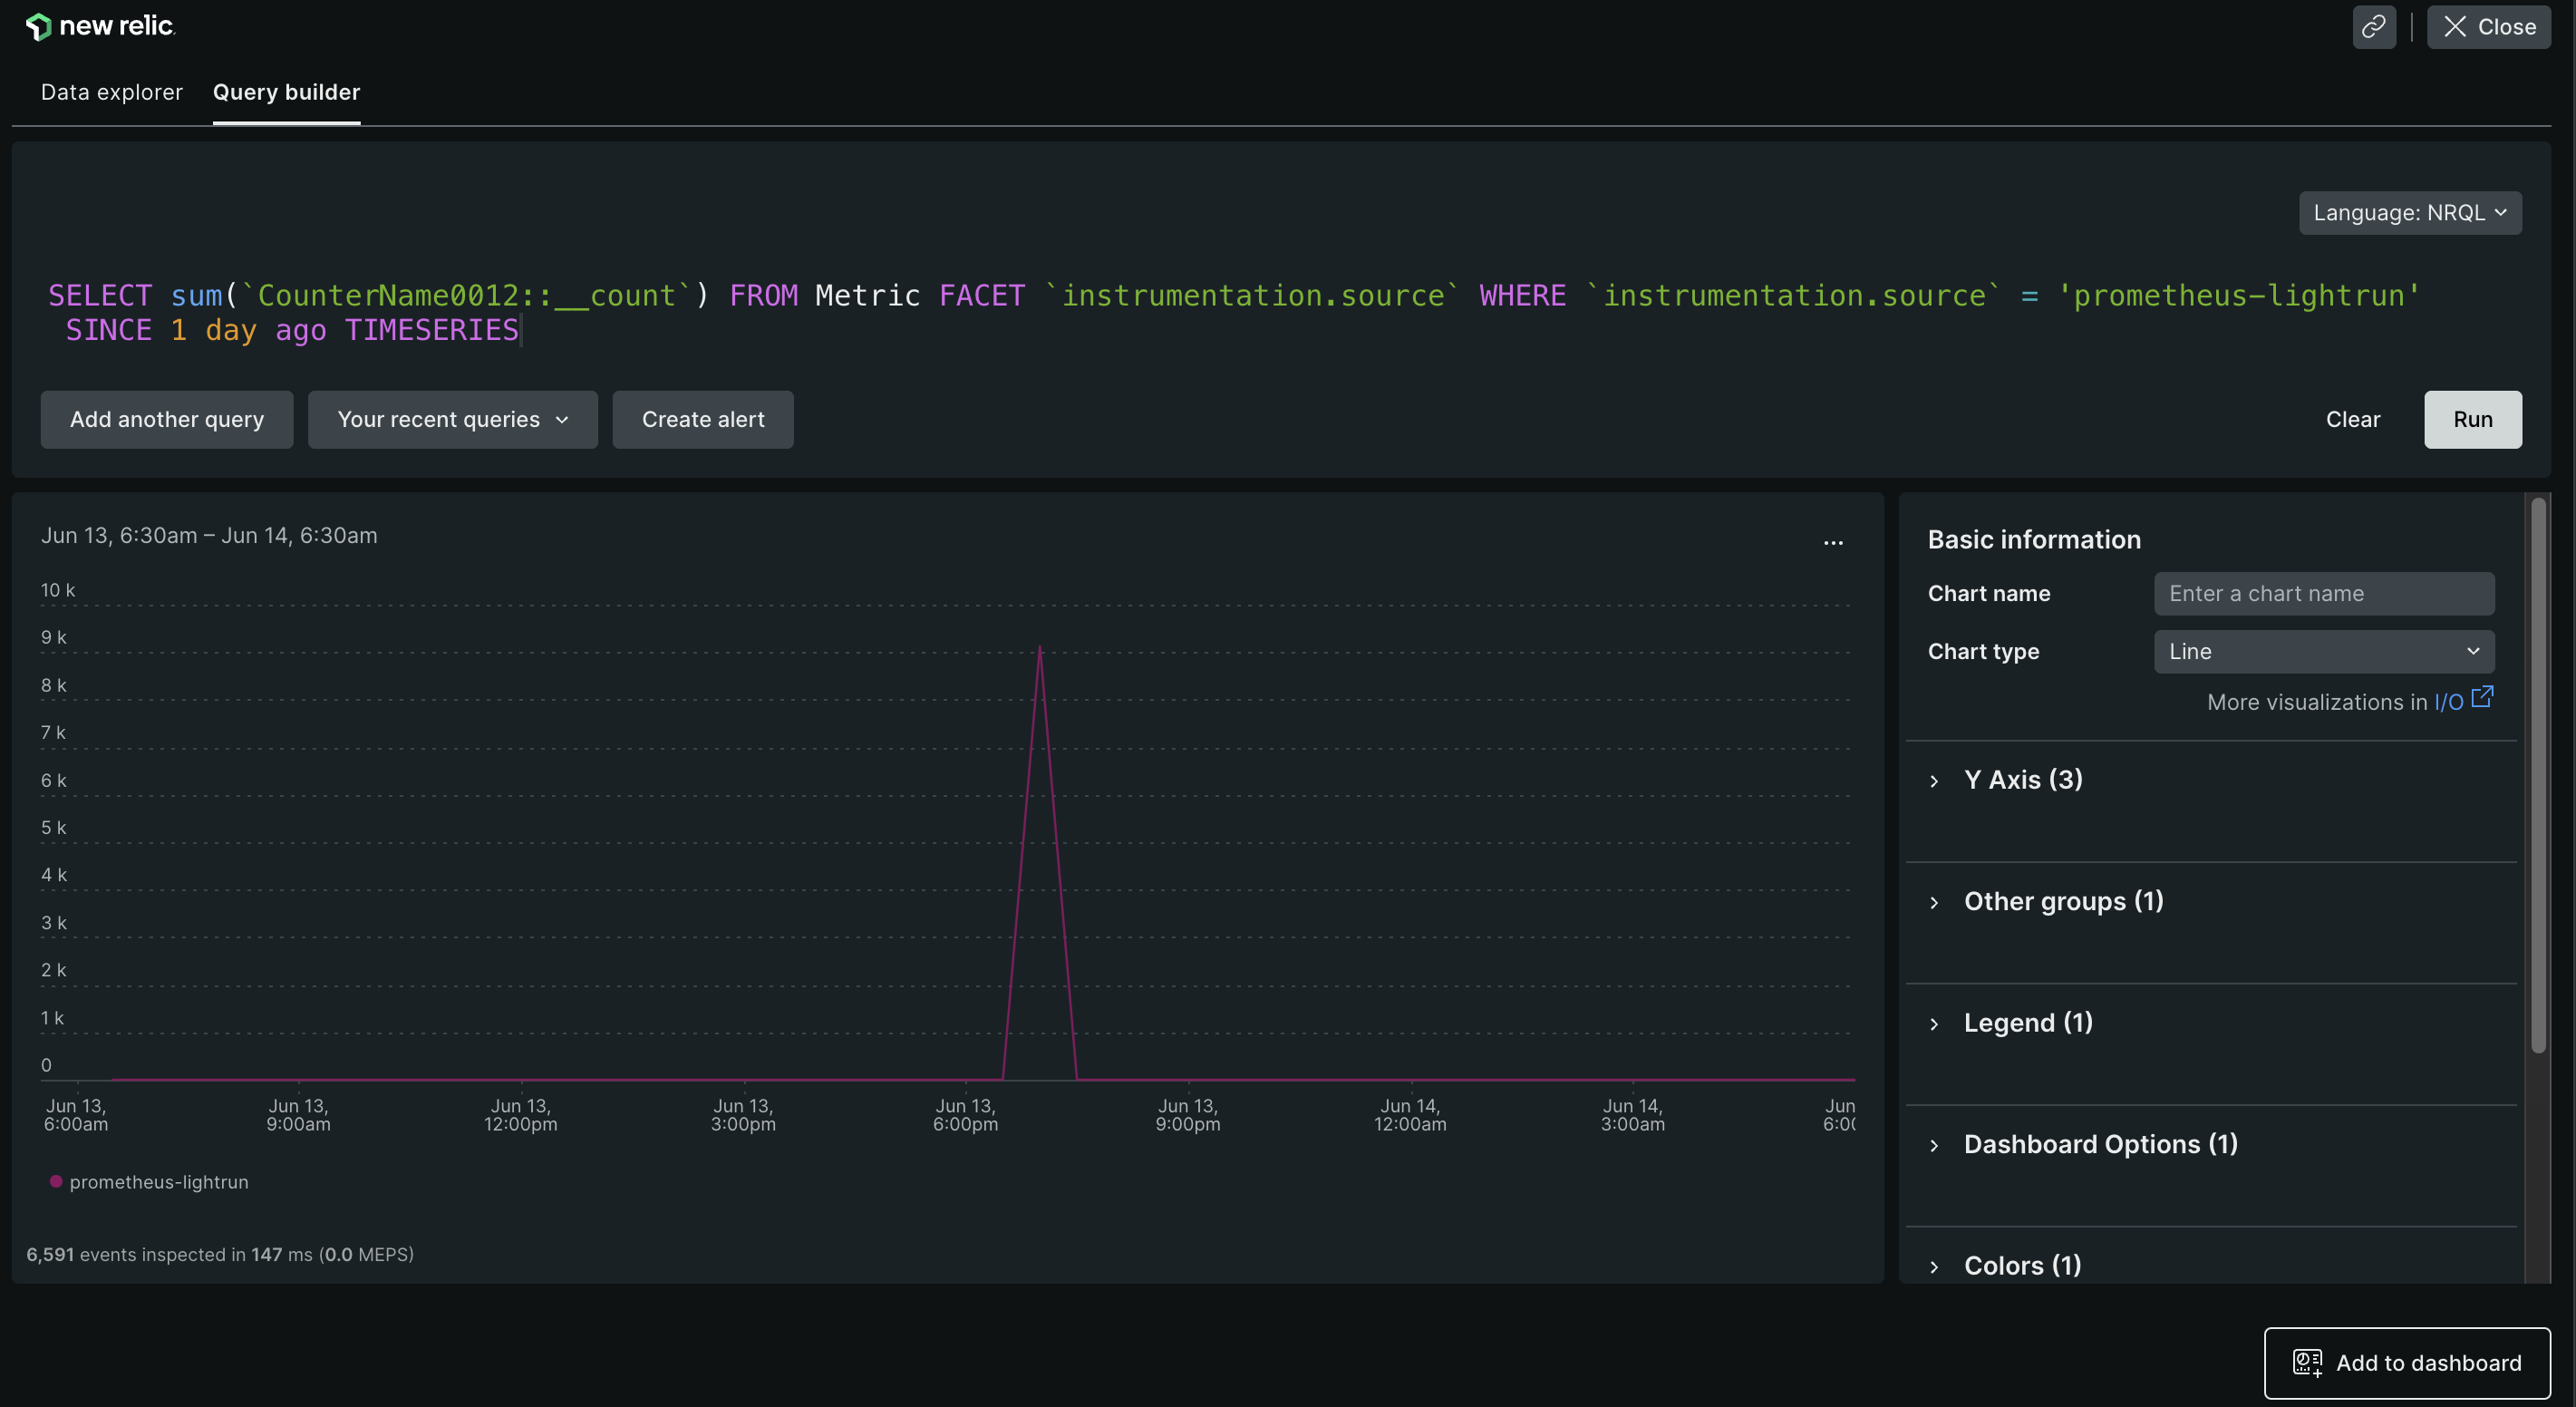 new relic
Close
Data explorer Query builder
Language: NRQL
SELECT sum(`CounterName0012::__count`) FROM Metric FACET `instrumentation.source` WHERE `instrumentation.source` = 'prometheus-lightrun'
SINCE 1 day ago TIMESERIES
Add another query Your recent queries Create alert Clear Run
Jun 13, 6:30am – Jun 14, 6:30am
...
10 k
9 k
8 k
7 k
6 k
5 k
4 k
3 k
2 k
1 k
0
Jun 13, Jun 13, Jun 13, Jun 13, Jun 13, Jun 13, Jun 14, Jun 14, Jun
6:00am 9:00am 12:00pm 3:00pm 6:00pm 9:00pm 12:00am 3:00am 6:00
prometheus-lightrun
6,591 events inspected in 147 ms (0.0 MEPS)
Basic information
Chart name Enter a chart name
Chart type Line
More visualizations in I/O
Y Axis (3)
Other groups (1)
Legend (1)
Dashboard Options (1)
Colors (1)
Add to dashboard